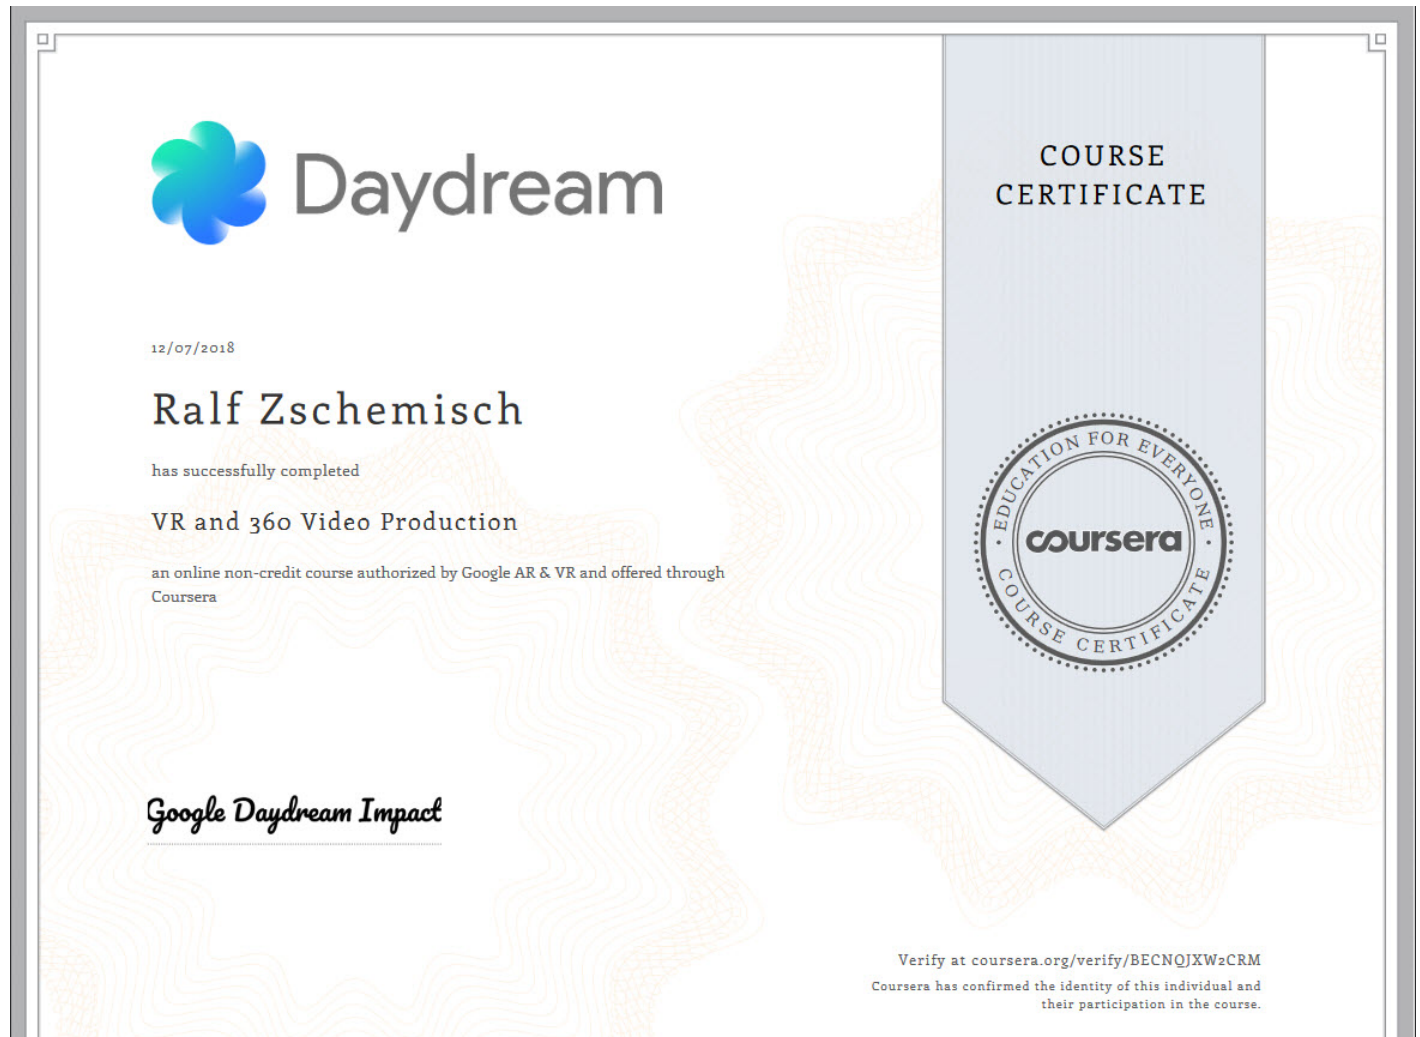 Daydream
COURSE
CERTIFICATE
12/07/2018
Ralf Zschemisch
has successfully completed
VR and 360 Video Production
an online non-credit course authorized by Google AR & VR and offered through
Coursera
EDUCATION FOR EVERYONE
coursera
COURSE CERTIFICATE
Google Daydream Impact
Verify at coursera.org/verify/BECNQJXW2CRM
Coursera has confirmed the identity of this individual and
their participation in the course.